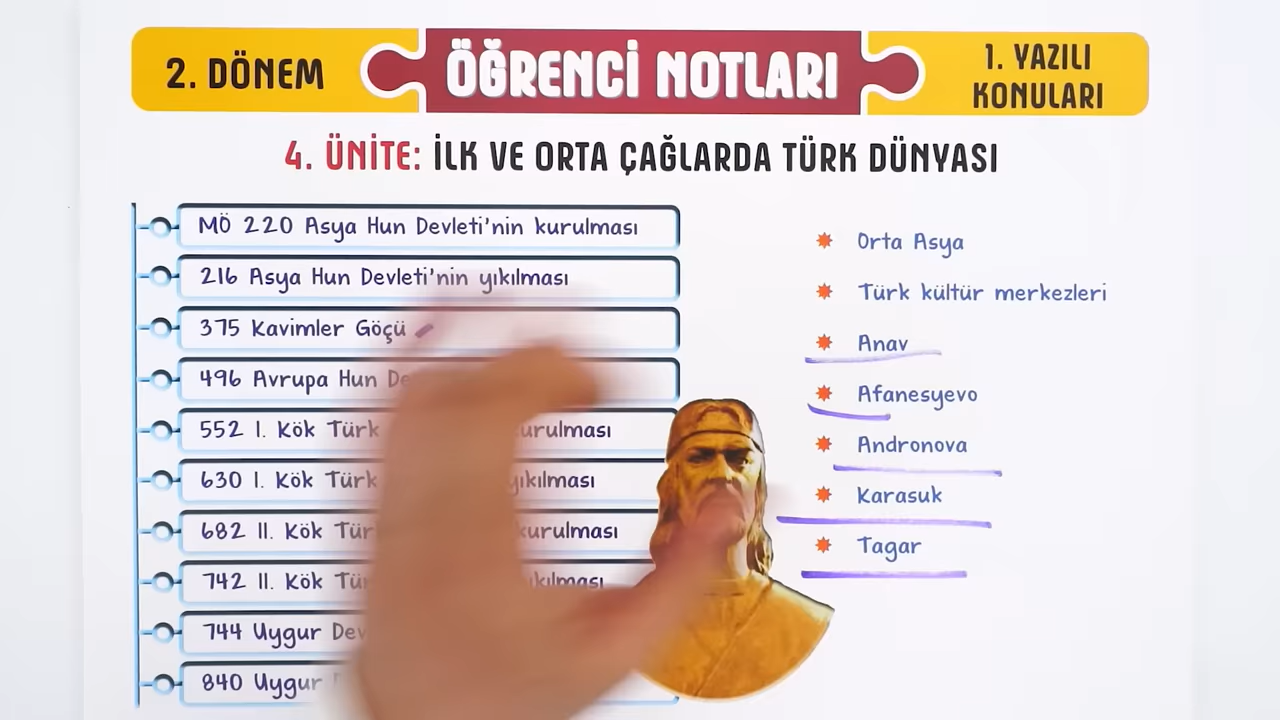 2. DÖNEM
ÖĞRENCİ NOTLARI
1. YAZILI
KONULARI
4. ÜNİTE: İLK VE ORTA ÇAĞLARDA TÜRK DÜNYASI
MÖ 220 Asya Hun Devleti'nin kurulması
216 Asya Hun Devleti'nin yıkılması
375 Kavimler Göçü
496 Avrupa Hun
552 I. Kök Türk kurulması
630 I. Kök Türk yıkılması
682 II. Kök Tür kurulması
742 II. Kök Tür yıkılması
744 Uygur Dev
840 Uygur
Orta Asya
Türk kültür merkezleri
Anav
Afanesyevo
Andronova
Karasuk
Tagar